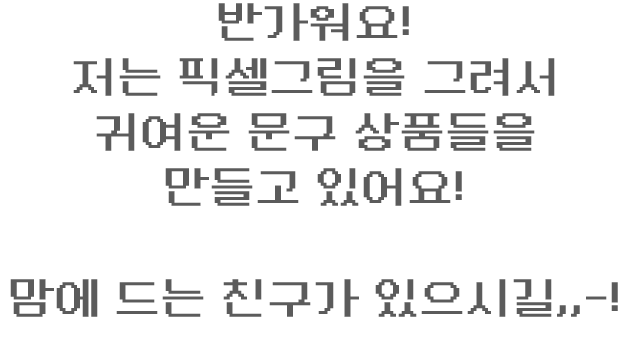 반가워요!
저는 픽셀그림을 그려서
귀여운 문구 상품들을
만들고 있어요!
맘에 드는 친구가 있으시길,,-!